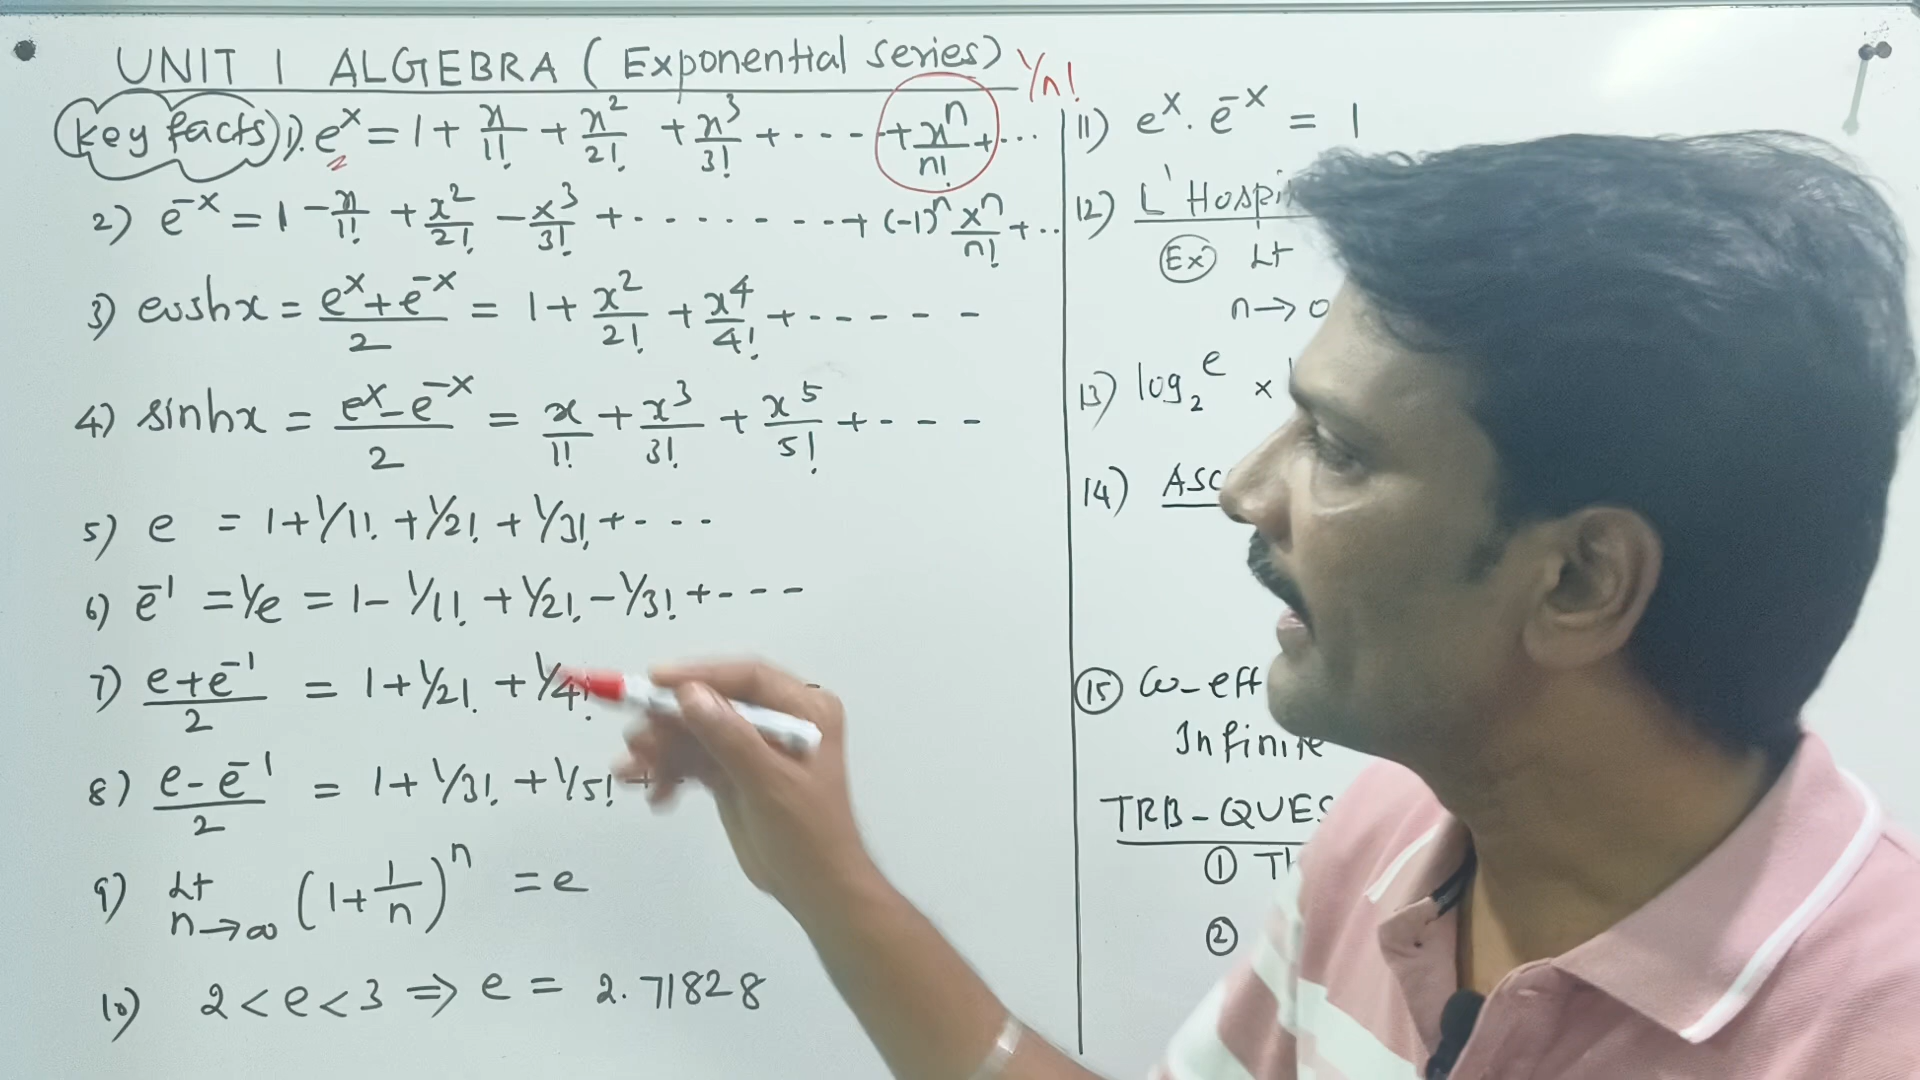 UNIT 1 ALGEBRA (Exponential series)
1/n!
Key facts 1). e^x = 1 + x/1! + x^2/2! + x^3/3! + ---- + x^n/n! + ...
2) e^-x = 1 - x/1! + x^2/2! - x^3/3! + -------- + (-1)^n x^n/n! + ..
3) cosh x = (e^x + e^-x)/2 = 1 + x^2/2! + x^4/4! + -----
4) sinh x = (e^x - e^-x)/2 = x/1! + x^3/3! + x^5/5! + ---
5) e = 1 + 1/1! + 1/2! + 1/3! + ---
6) e^-1 = 1/e = 1 - 1/1! + 1/2! - 1/3! + ---
7) (e + e^-1)/2 = 1 + 1/2! + 1/4!
8) (e - e^-1)/2 = 1 + 1/3! + 1/5! +
9) Lt n→∞ (1 + 1/n)^n = e
10) 2 < e < 3 ⇒ e = 2.71828
11) e^x . e^-x = 1
12) L'Hospi
Ex Lt
n→
13) log_2 e ×
14) ASC
15 Co-eff
Infinite
TRB-QUES
1 Th
2